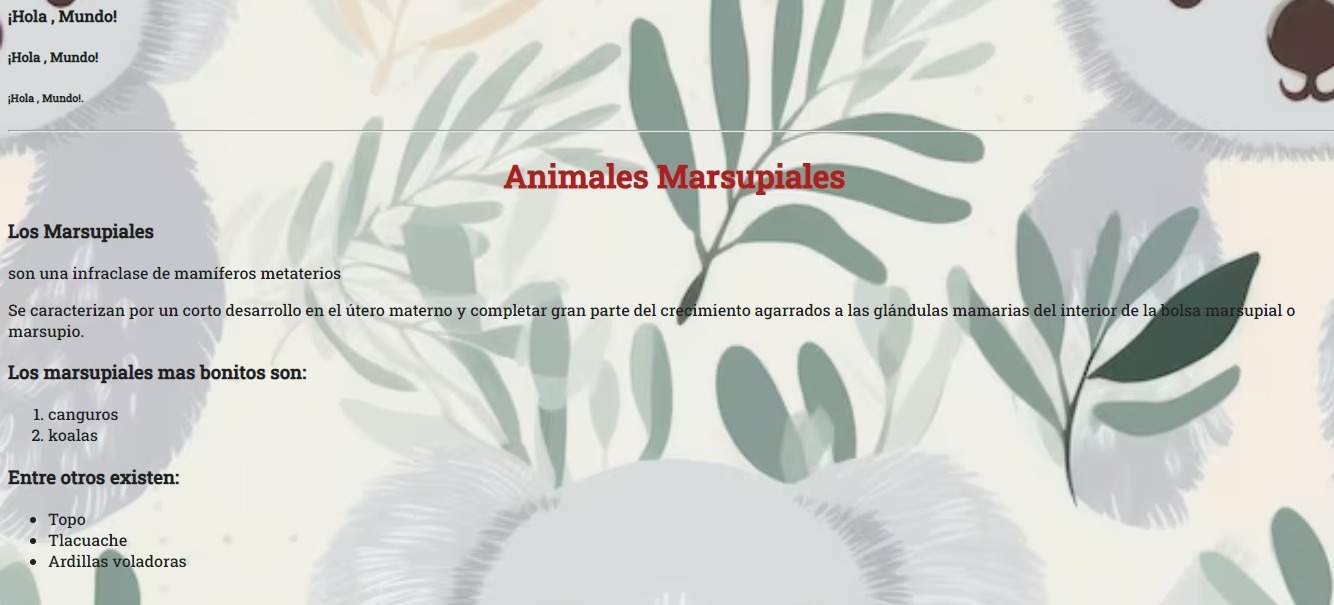 ¡Hola , Mundo!
¡Hola , Mundo!
¡Hola , Mundo!.
Animales Marsupiales
Los Marsupiales
son una infraclase de mamíferos metaterios
Se caracterizan por un corto desarrollo en el útero materno y completar gran parte del crecimiento agarrados a las glándulas mamarias del interior de la bolsa marsupial o
marsupio.
Los marsupiales mas bonitos son:
1. canguros
2. koalas
Entre otros existen:
• Topo
• Tlacuache
• Ardillas voladoras